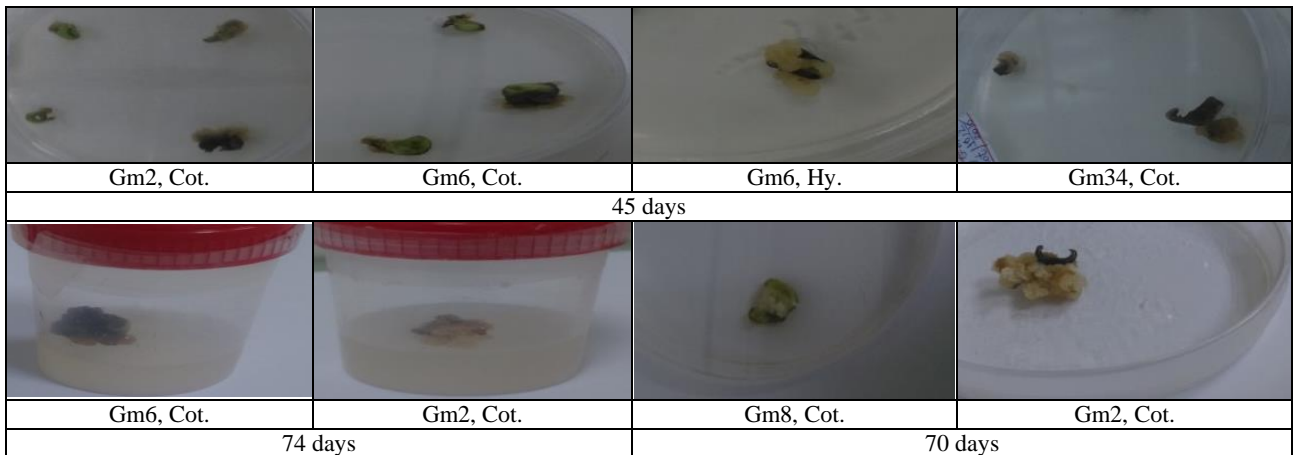 Gm2, Cot.
Gm6, Cot.
Gm6, Hy.
Gm34, Cot.
45 days
Gm6, Cot.
Gm2, Cot.
Gm8, Cot.
Gm2, Cot.
74 days
70 days